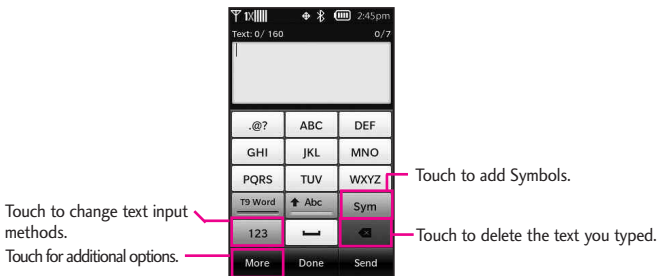 1X 2:45pm
Text: 0/ 160 0/7
.@? ABC DEF
GHI JKL MNO
PQRS TUV WXYZ
Touch to add Symbols.
T9 Word Abc Sym
Touch to change text input
methods.
123
Touch to delete the text you typed.
Touch for additional options.
More Done Send